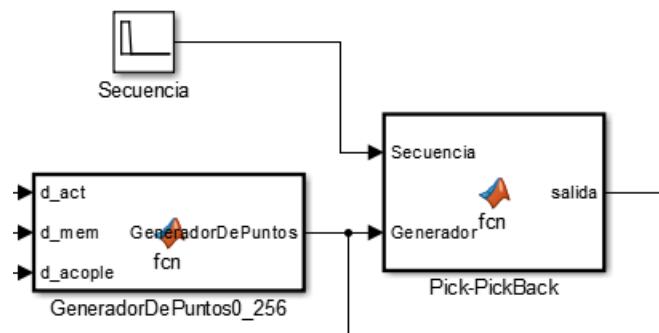 Secuencia
Secuencia
salida
fcn
Generador
Pick-PickBack
d_act
d_mem
GeneradorDePuntos
fcn
d_acople
GeneradorDePuntos0_256